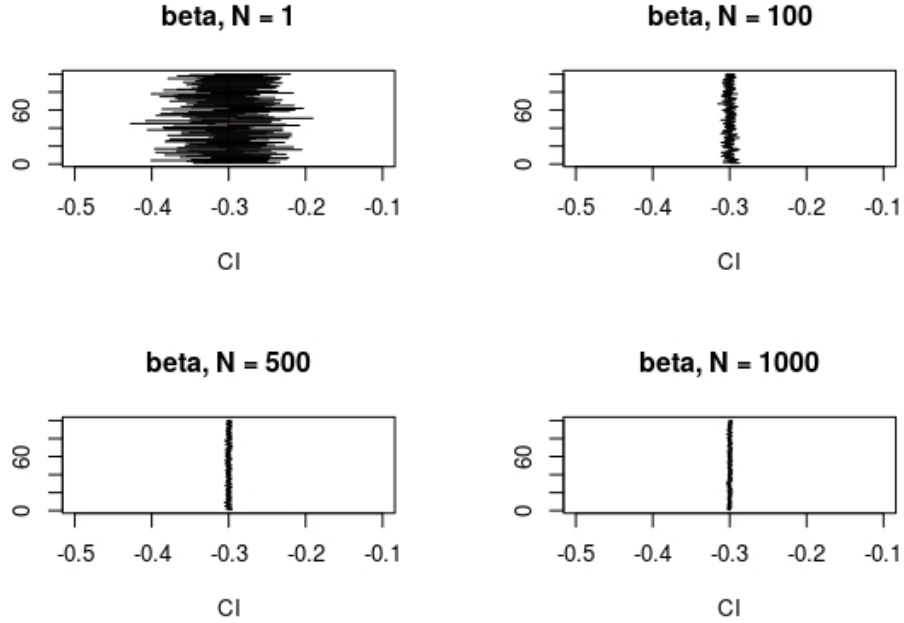 beta, N = 1
60
0
-0.5 -0.4 -0.3 -0.2 -0.1
CI
beta, N = 100
60
0
-0.5 -0.4 -0.3 -0.2 -0.1
CI
beta, N = 500
60
0
-0.5 -0.4 -0.3 -0.2 -0.1
CI
beta, N = 1000
60
0
-0.5 -0.4 -0.3 -0.2 -0.1
CI